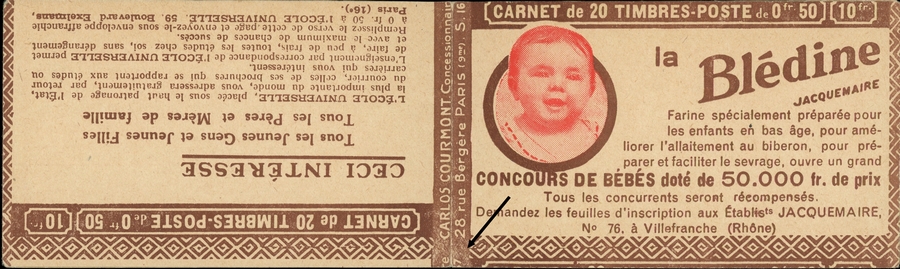 CARNET de 20 TIMBRES-POSTE de 0fr. 50 10fr.
la Blédine
JACQUEMAIRE
Farine spécialement préparée pour
les enfants en bas âge, pour amé-
liorer l'allaitement au biberon, pour pré-
parer et faciliter le sevrage, ouvre un grand
CONCOURS DE BÉBÉS doté de 50.000 fr. de prix
Tous les concurrents seront récompensés.
Demandez les feuilles d'inscription aux Établists JACQUEMAIRE,
No 76, à Villefranche (Rhône)
CARLOS COURMONT, Concessionnaire
28 rue Bergère PARIS (9me). S. 16
CARNET de 20 TIMBRES-POSTE de 0fr. 50 10fr.
CECI INTÉRESSE
Tous les Jeunes Gens et Jeunes Filles
Tous les Pères et Mères de famille
L'ÉCOLE UNIVERSELLE, placée sous le haut patronage de l'État,
la plus importante du monde, vous adressera gratuitement, par retour
du courrier, celles de ses brochures qui se rapportent aux études ou
carrières qui vous intéressent.
L'enseignement par correspondance de l'ÉCOLE UNIVERSELLE permet
de faire, à peu de frais, toutes les études chez soi, sans dérangement
et avec le maximum de chances de succès.
Remplissez le verso de cette page et envoyez-le sous enveloppe affranchie
à 0 fr. 50 à l'ÉCOLE UNIVERSELLE, 59, Boulevard Exelmans,
Paris (16e).